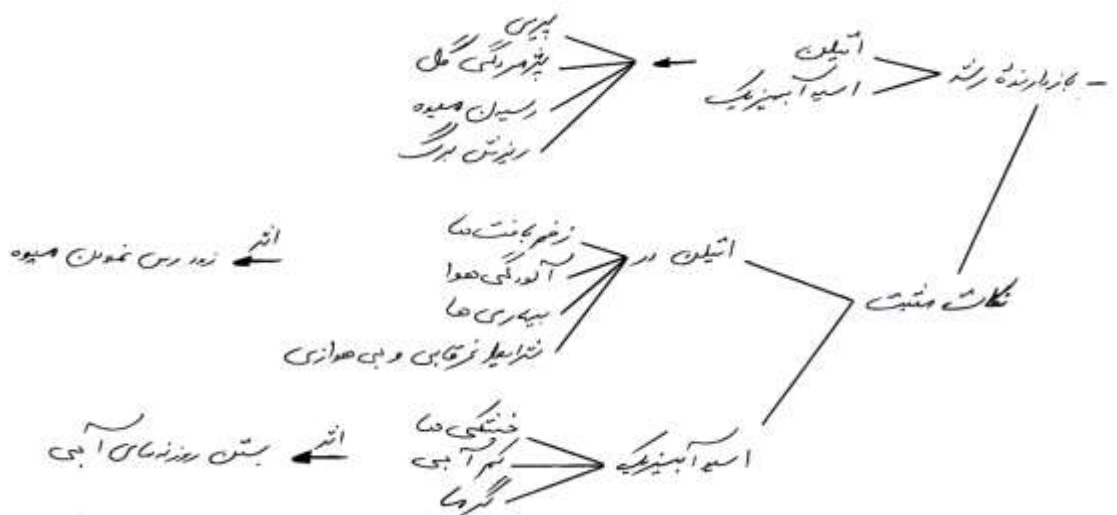 - بازدارندهٔ رشد
اتیلن
اسید آبسیزیک
پیری
پژمردگی گل
رسیدن میوه
ریزش برگ
نکات مثبت
اتیلن در
زخم بافت ها
آلودگی هوا
بیماری ها
شرایط غرقابی و بی هوازی
اثر
زود رس نمودن میوه
اسید آبسیزیک
خشکی ها
کم آبی
گرما
اثر
بستن روزنه های آبی